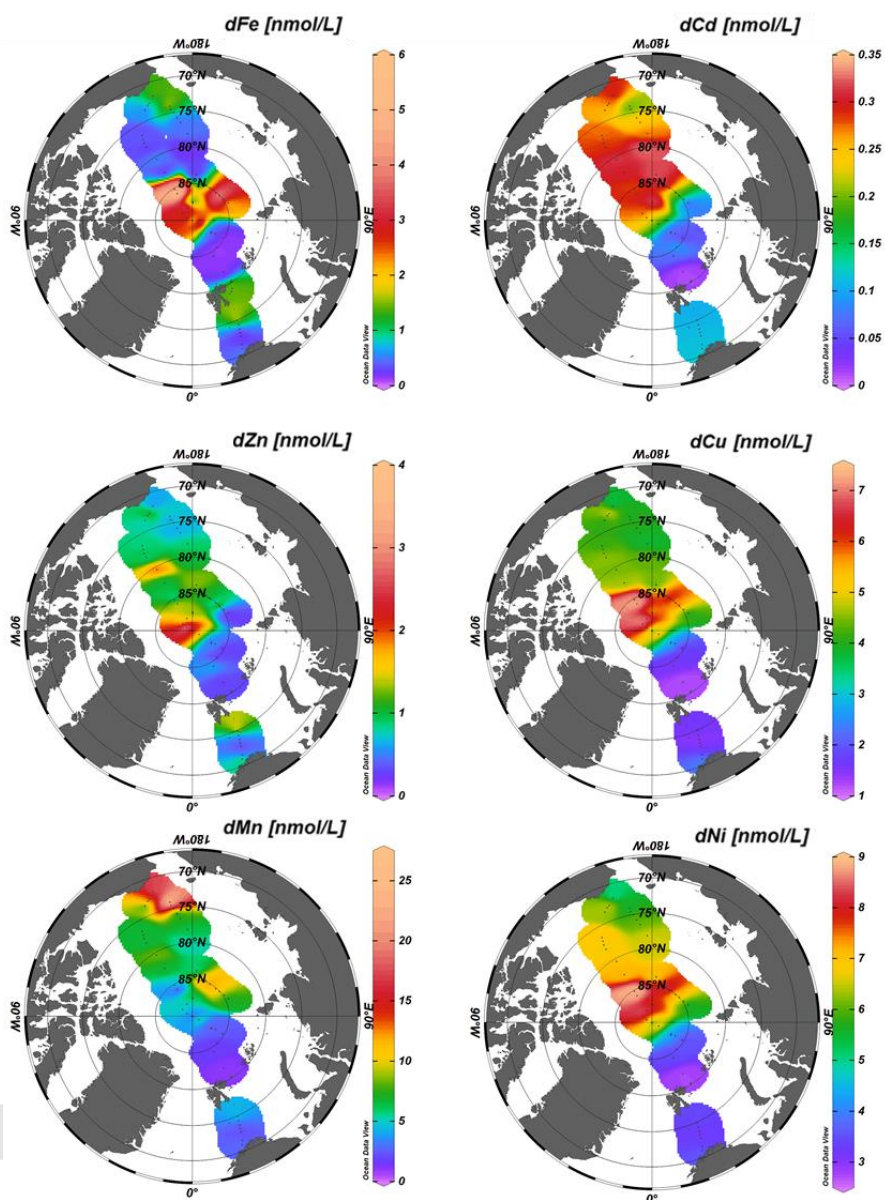 dFe [nmol/L]
180°W
70°N
75°N
80°N
85°N
90°W
90°E
0°
6
5
4
3
2
1
0
Ocean Data View
dCd [nmol/L]
180°W
70°N
75°N
80°N
85°N
90°W
90°E
0°
0.35
0.3
0.25
0.2
0.15
0.1
0.05
0
Ocean Data View
dZn [nmol/L]
180°W
70°N
75°N
80°N
85°N
90°W
90°E
0°
4
3
2
1
0
Ocean Data View
dCu [nmol/L]
180°W
70°N
75°N
80°N
85°N
90°W
90°E
0°
7
6
5
4
3
2
1
Ocean Data View
dMn [nmol/L]
180°W
70°N
75°N
80°N
85°N
90°W
90°E
0°
25
20
15
10
5
0
Ocean Data View
dNi [nmol/L]
180°W
70°N
75°N
80°N
85°N
90°W
90°E
0°
9
8
7
6
5
4
3
Ocean Data View